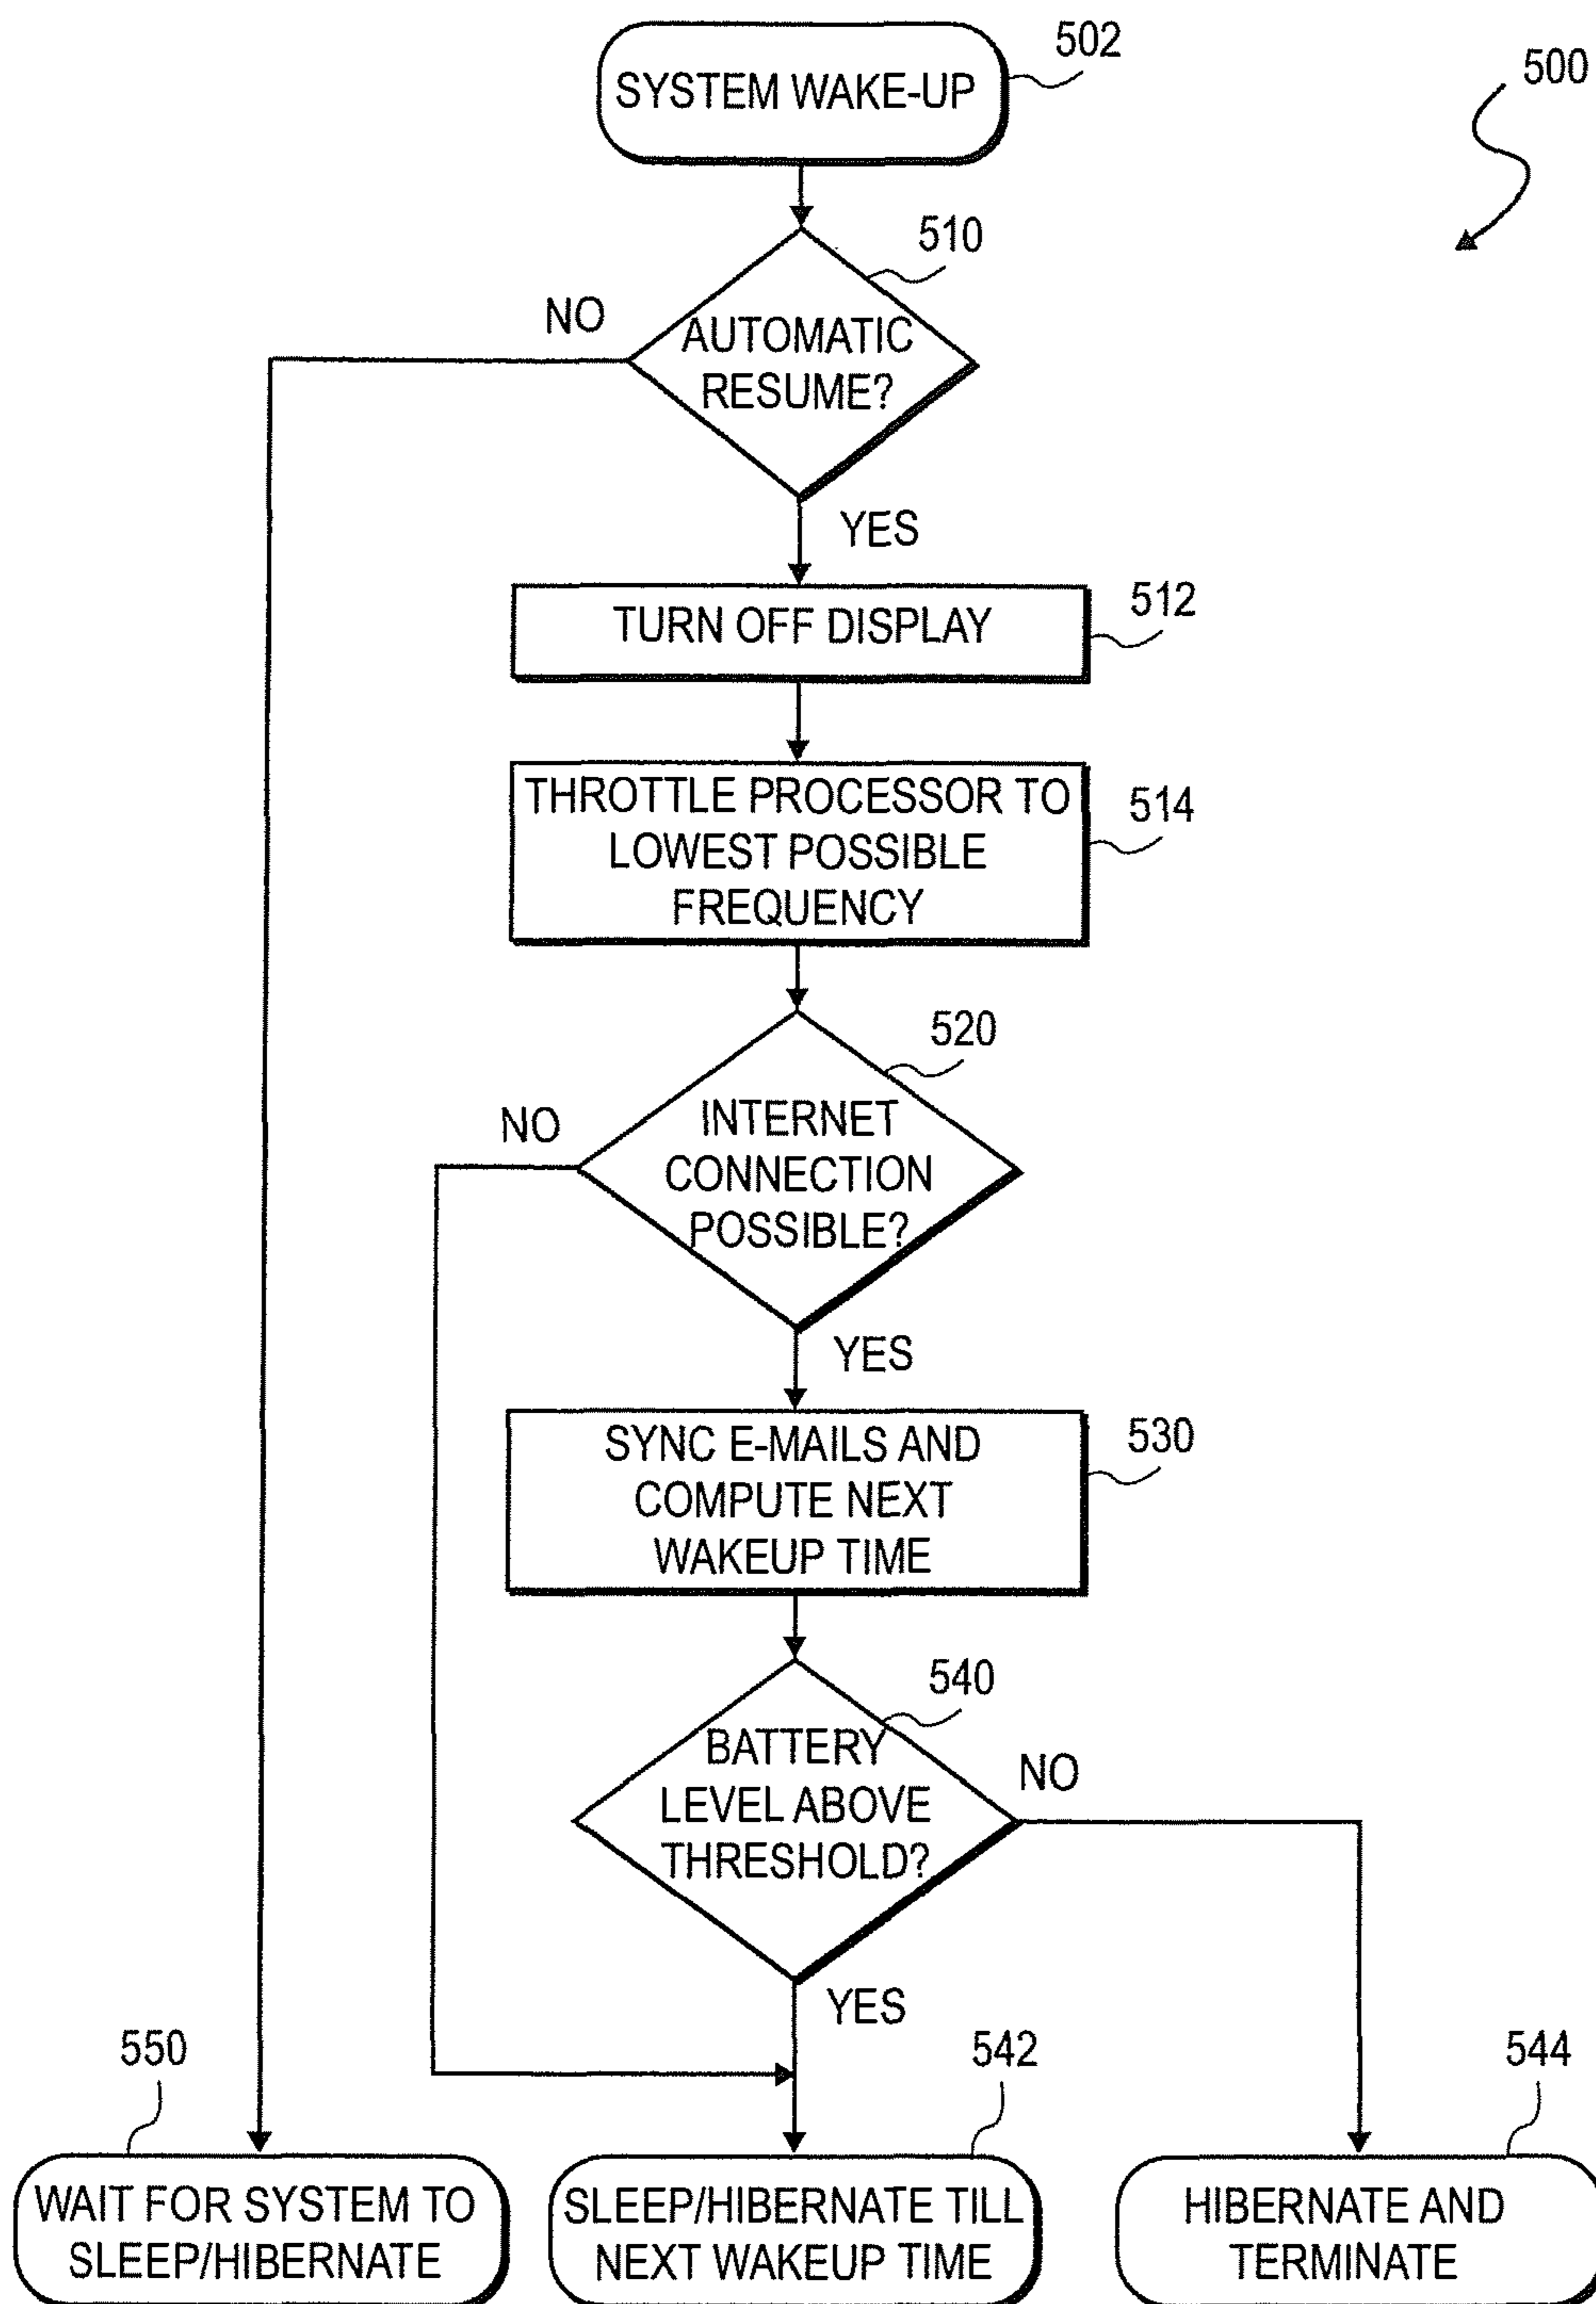 502
SYSTEM WAKE-UP
500
510
NO
AUTOMATIC
RESUME?
YES
512
TURN OFF DISPLAY
THROTTLE PROCESSOR TO
514
LOWEST POSSIBLE
FREQUENCY
520
NO
INTERNET
CONNECTION
POSSIBLE?
YES
SYNC E-MAILS AND
530
COMPUTE NEXT
WAKEUP TIME
540
BATTERY
NO
LEVEL ABOVE
THRESHOLD?
YES
550
542
544
WAIT FOR SYSTEM TO
SLEEP/HIBERNATE
SLEEP/HIBERNATE TILL
NEXT WAKEUP TIME
HIBERNATE AND
TERMINATE